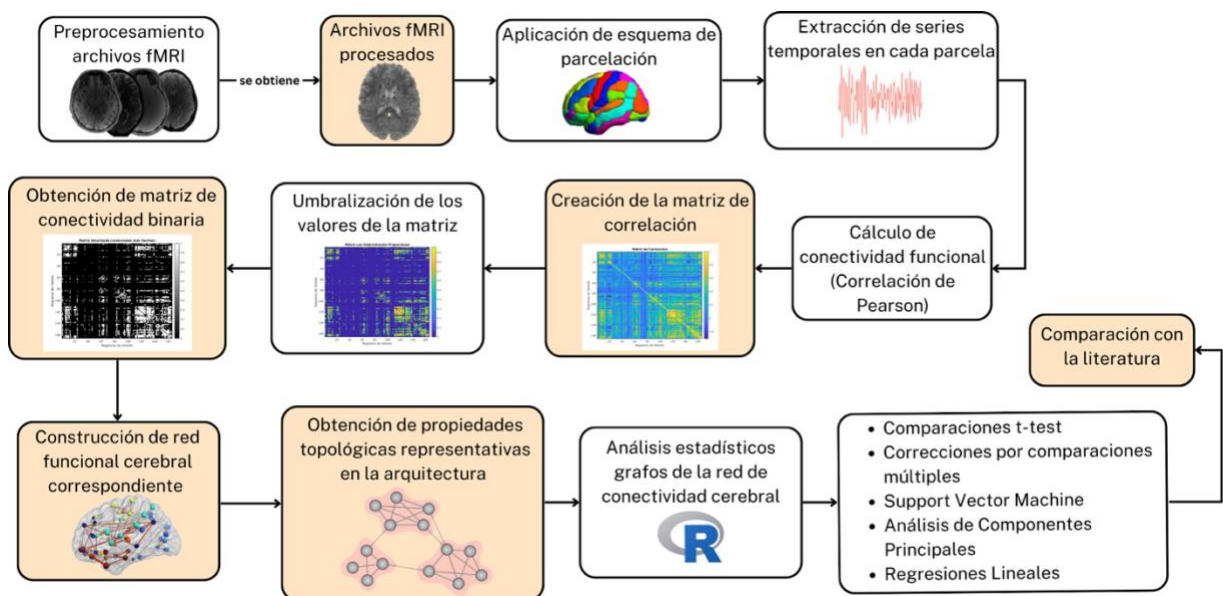 Preprocesamiento
archivos fMRI
se obtiene
Archivos fMRI
procesados
Aplicación de esquema de
parcelación
Extracción de series
temporales en cada parcela
Obtención de matriz de
conectividad binaria
Umbralización de los
valores de la matriz
Creación de la matriz de
correlación
Cálculo de
conectividad funcional
(Correlación de
Pearson)
Comparación con
la literatura
Construcción de red
funcional cerebral
correspondiente
Obtención de propiedades
topológicas representativas
en la arquitectura
Análisis estadísticos
grafos de la red de
conectividad cerebral
R
• Comparaciones t-test
• Correcciones por comparaciones
múltiples
• Support Vector Machine
• Análisis de Componentes
Principales
• Regresiones Lineales